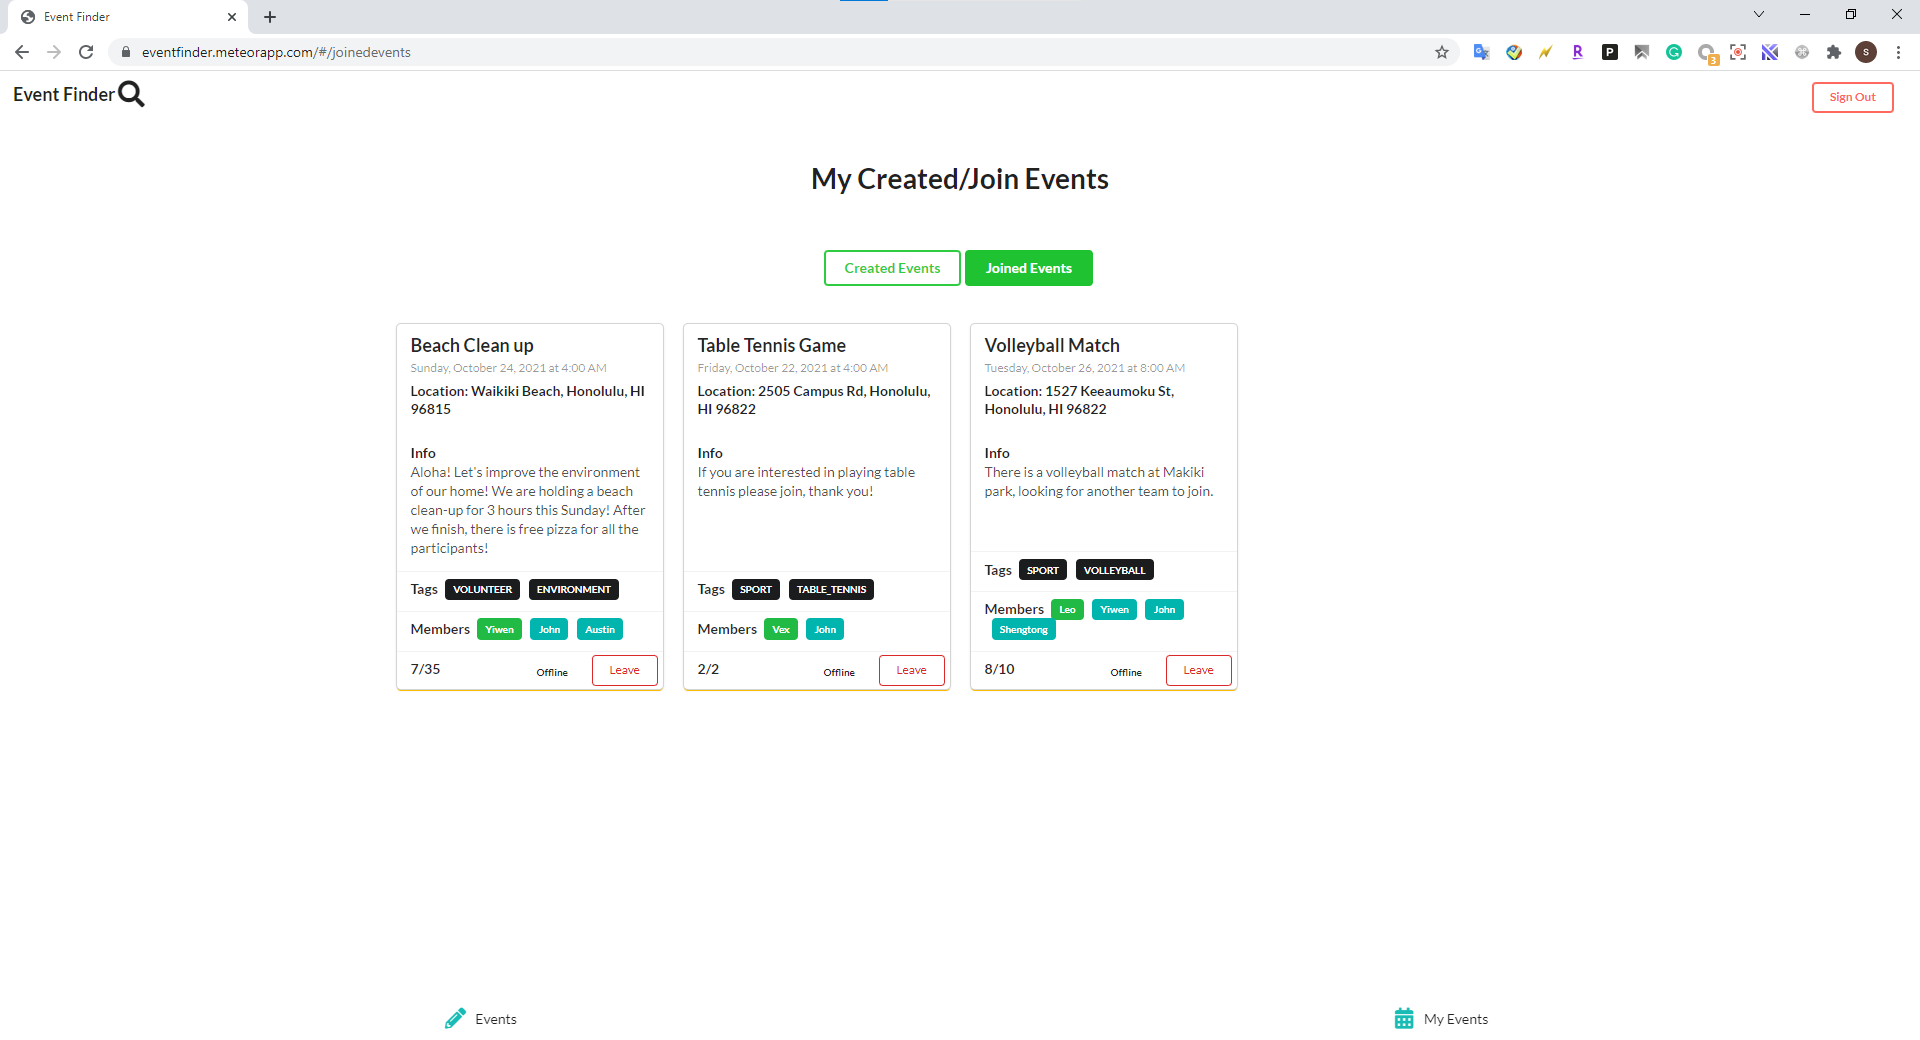 Event Finder
eventfinder.meteorapp.com/#/joinedevents
R
P
G
3
S
Event Finder
Sign Out
My Created/Join Events
Created Events
Joined Events
Beach Clean up
Sunday, October 24, 2021 at 4:00 AM
Location: Waikiki Beach, Honolulu, HI
96815
Info
Aloha! Let's improve the environment
of our home! We are holding a beach
clean-up for 3 hours this Sunday! After
we finish, there is free pizza for all the
participants!
Tags VOLUNTEER ENVIRONMENT
Members Yiwen John Austin
7/35 Offline Leave
Table Tennis Game
Friday, October 22, 2021 at 4:00 AM
Location: 2505 Campus Rd, Honolulu,
HI 96822
Info
If you are interested in playing table
tennis please join, thank you!
Tags SPORT TABLE_TENNIS
Members Vex John
2/2 Offline Leave
Volleyball Match
Tuesday, October 26, 2021 at 8:00 AM
Location: 1527 Keeaumoku St,
Honolulu, HI 96822
Info
There is a volleyball match at Makiki
park, looking for another team to join.
Tags SPORT VOLLEYBALL
Members Leo Yiwen John
Shengtong
8/10 Offline Leave
Events
My Events